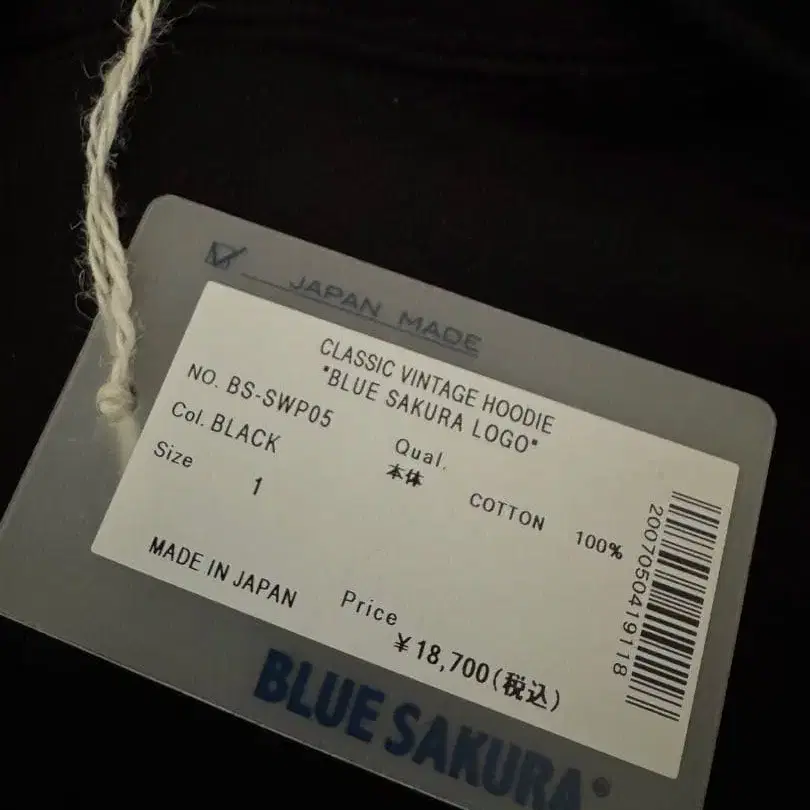 JAPAN MADE
CLASSIC VINTAGE HOODIE
"BLUE SAKURA LOGO"
NO. BS-SWP05
Col. BLACK
Size 1
Qual.
本体 COTTON 100%
MADE IN JAPAN
Price
¥18,700(税込)
2007050419118
BLUE SAKURA®